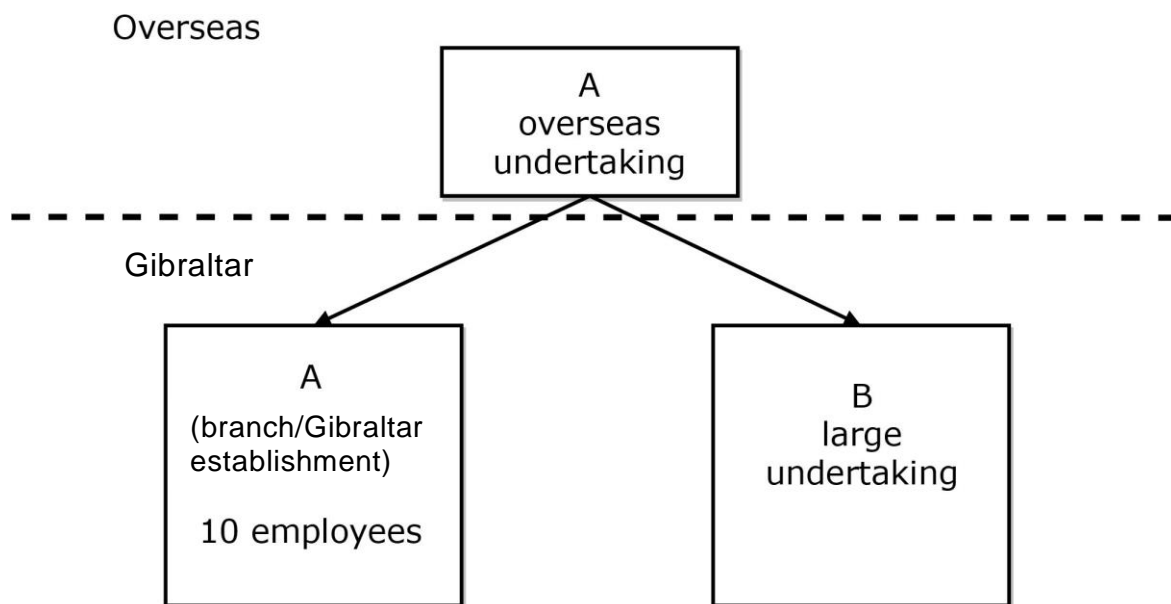 Overseas
A
overseas
undertaking
Gibraltar
A
(branch/Gibraltar
establishment)
10 employees
B
large
undertaking